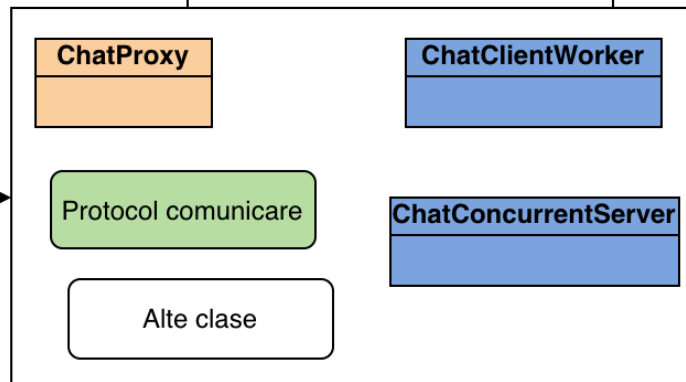 ChatProxy
ChatClientWorker
Protocol comunicare
ChatConcurrentServer
Alte clase